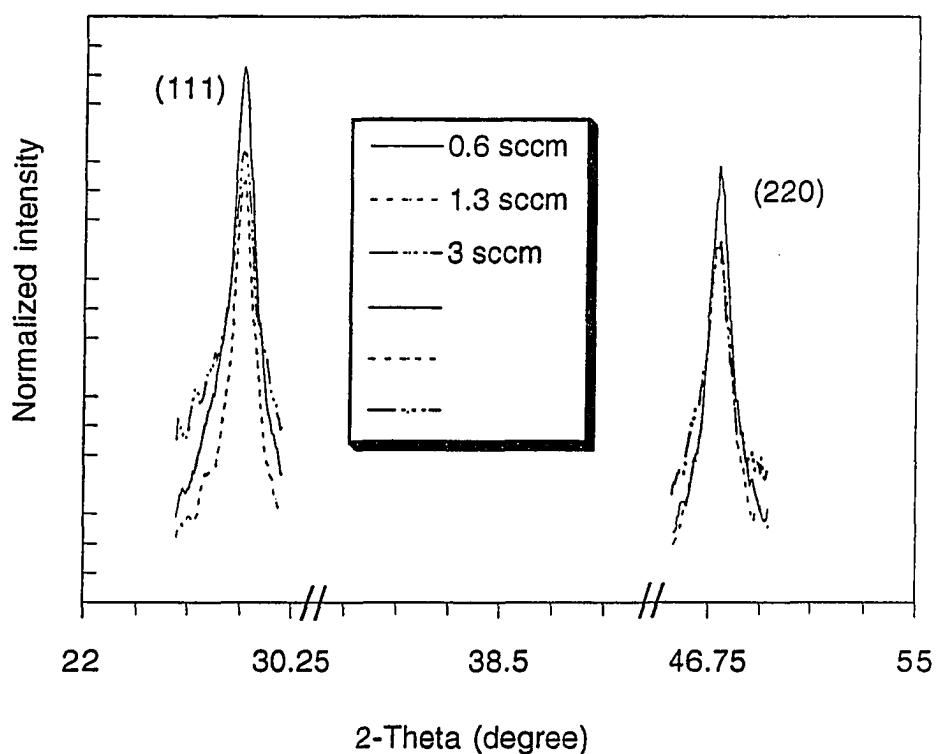 (111)
0.6 sccm
1.3 sccm
3 sccm
(220)
Normalized intensity
22 30.25 38.5 46.75 55
2-Theta (degree)